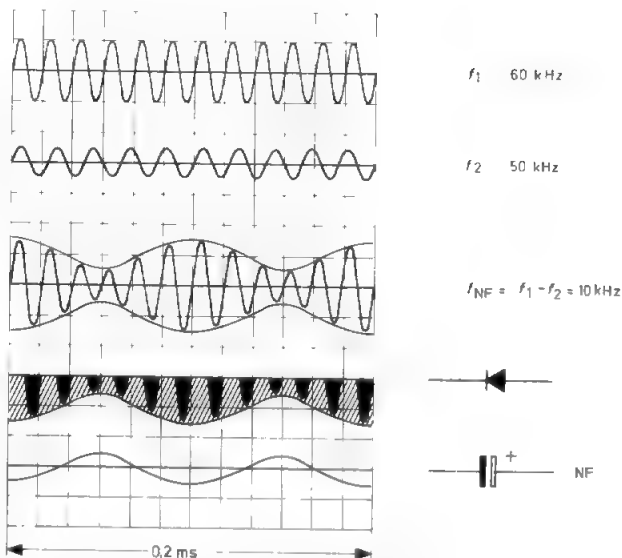 f1 60 kHz
f2 50 kHz
fNF = f1 - f2 = 10 kHz
+
NF
0,2 ms